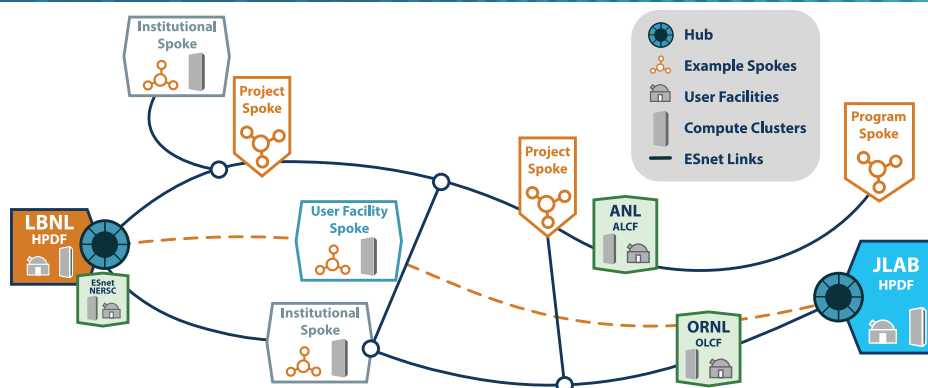 Institutional
Spoke
Project
Spoke
Hub
Example Spokes
User Facilities
Compute Clusters
ESnet Links
Program
Spoke
Project
Spoke
LBNL
HPDF
User Facility
Spoke
ANL
ALCF
ESnet
NERSC
JLAB
HPDF
Institutional
Spoke
ORNL
OLCF